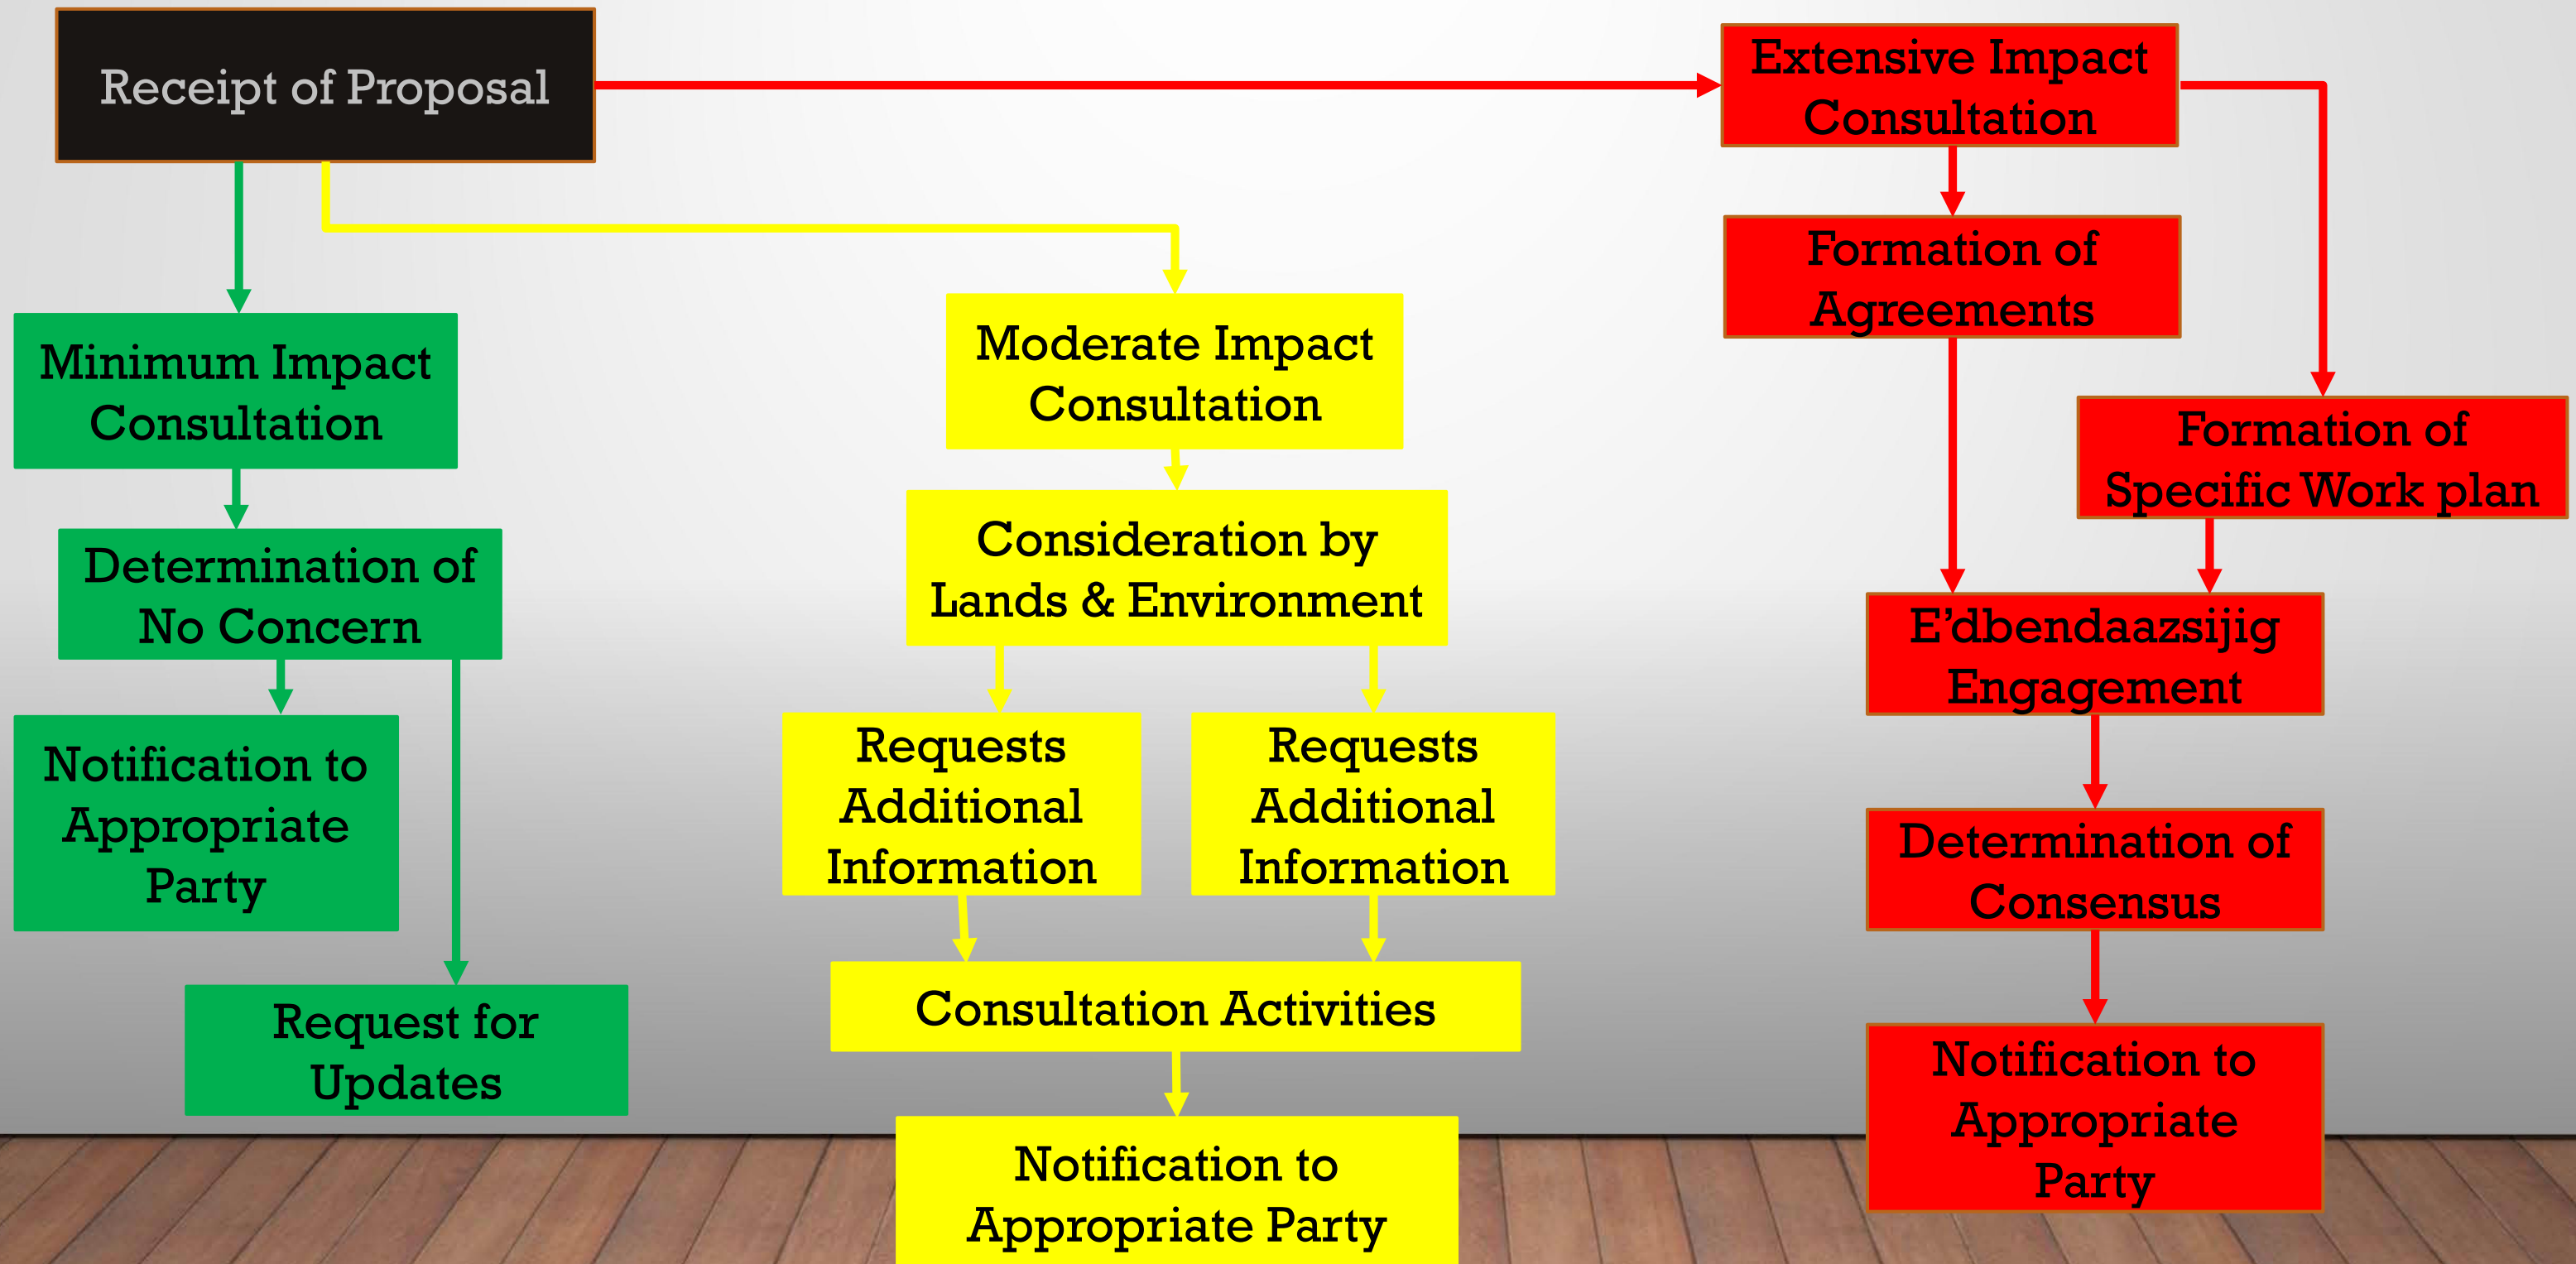 Receipt of Proposal
Minimum Impact
Consultation
Determination of
No Concern
Notification to
Appropriate
Party
Request for
Updates
Moderate Impact
Consultation
Consideration by
Lands & Environment
Requests
Additional
Information
Requests
Additional
Information
Consultation Activities
Notification to
Appropriate Party
Extensive Impact
Consultation
Formation of
Agreements
Formation of
Specific Work plan
E’dbendaazsijig
Engagement
Determination of
Consensus
Notification to
Appropriate
Party